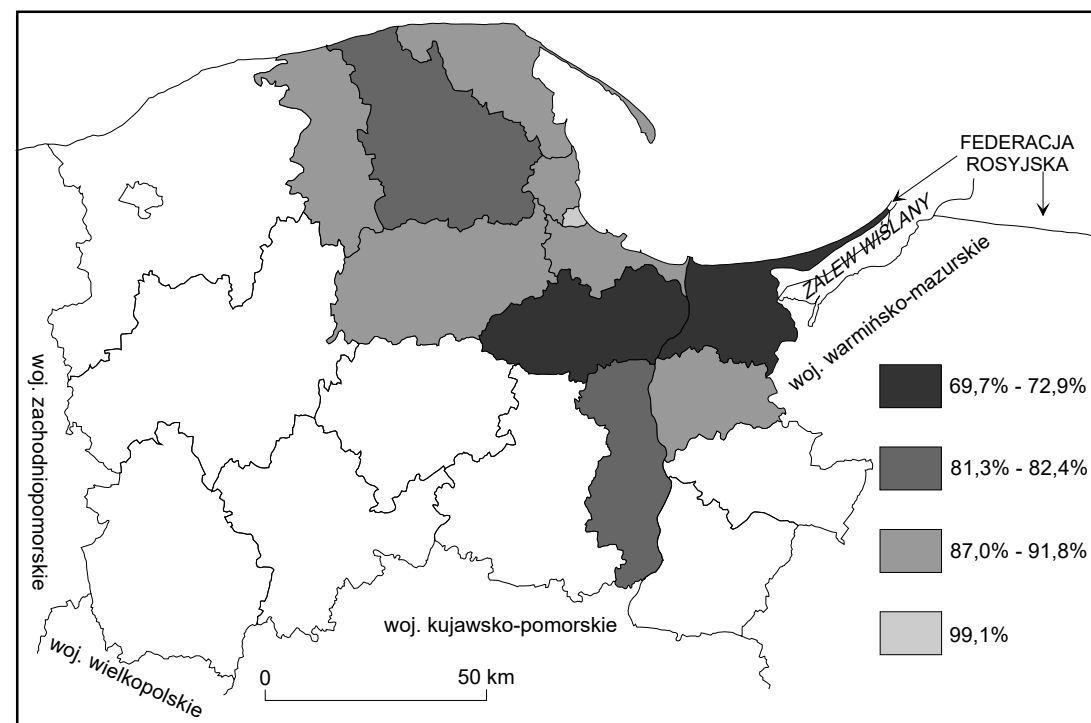 FEDERACJA
ROSYJSKA
ZALEW WIŚLANY
woj. warmińsko-mazurskie
woj. zachodniopomorskie
69,7% - 72,9%
81,3% - 82,4%
87,0% - 91,8%
99,1%
woj. kujawsko-pomorskie
woj. wielkopolskie
0
50 km